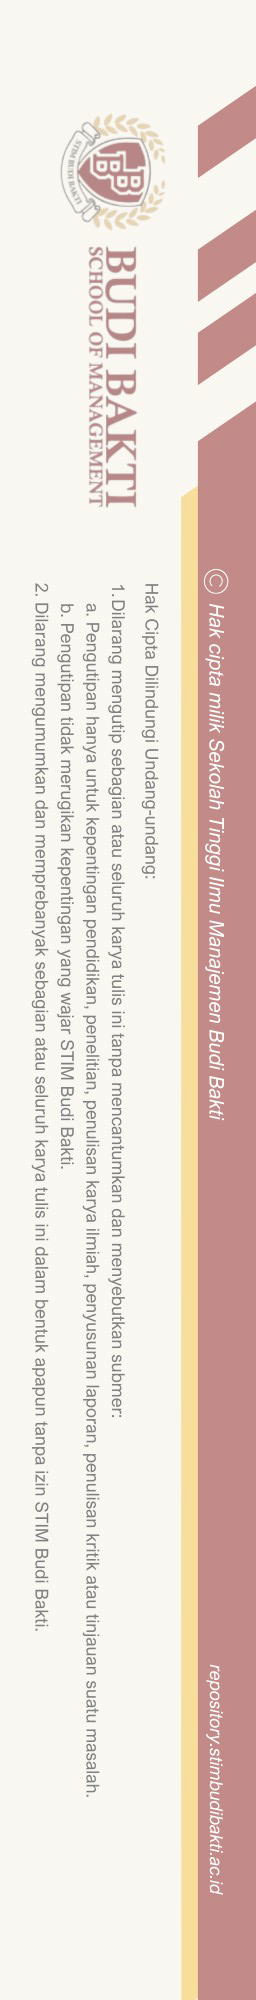 © Hak cipta milik Sekolah Tinggi Ilmu Manajemen Budi Bakti
repository.stimbudibakti.ac.id
STIM BUDI BAKTI
BUDI BAKTI
SCHOOL OF MANAGEMENT
Hak Cipta Dilindungi Undang-undang:
1.Dilarang mengutip sebagian atau seluruh karya tulis ini tanpa mencantumkan dan menyebutkan submer:
a. Pengutipan hanya untuk kepentingan pendidikan, penelitian, penulisan karya ilmiah, penyusunan laporan, penulisan kritik atau tinjauan suatu masalah.
b. Pengutipan tidak merugikan kepentingan yang wajar STIM Budi Bakti.
2. Dilarang mengumumkan dan memprebanyak sebagian atau seluruh karya tulis ini dalam bentuk apapun tanpa izin STIM Budi Bakti.